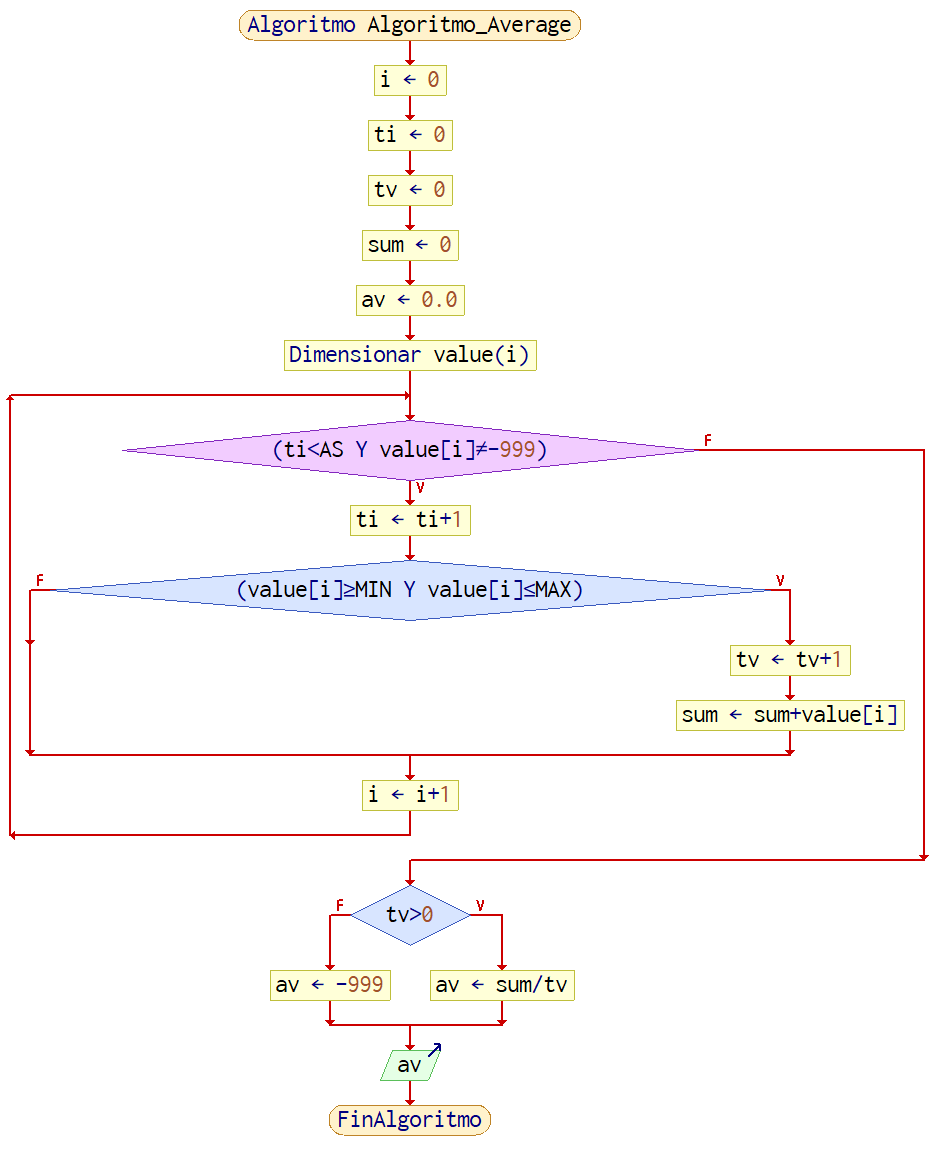 Algoritmo Algoritmo_Average
i ← 0
ti ← 0
tv ← 0
sum ← 0
av ← 0.0
Dimensionar value(i)
(ti<AS Y value[i]≠-999)
F
V
ti ← ti+1
F
(value[i]≥MIN Y value[i]≤MAX)
V
tv ← tv+1
sum ← sum+value[i]
i ← i+1
F
tv>0
V
av ← -999
av ← sum/tv
av
FinAlgoritmo